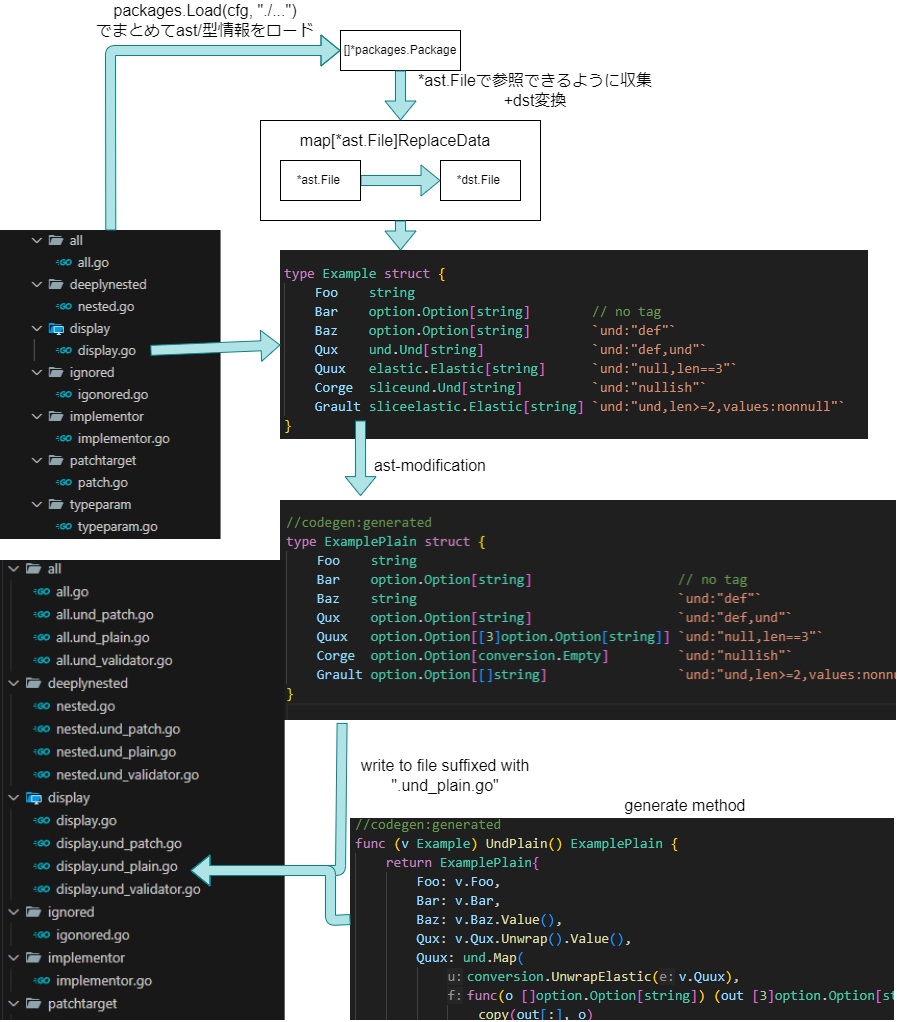 packages.Load(cfg, "./...")
でまとめてast/型情報をロード
[]*packages.Package
*ast.Fileで参照できるように収集
+dst変換
map[*ast.File]ReplaceData
*ast.File
*dst.File
all
all.go
deeplynested
nested.go
display
display.go
ignored
igonored.go
implementor
implementor.go
patchtarget
patch.go
typeparam
typeparam.go
type Example struct {
Foo string
Bar option.Option[string] // no tag
Baz option.Option[string] `und:"def"`
Qux und.Und[string] `und:"def,und"`
Quux elastic.Elastic[string] `und:"null,len==3"`
Corge sliceund.Und[string] `und:"nullish"`
Grault sliceelastic.Elastic[string] `und:"und,len>=2,values:nonnull"`
}
ast-modification
//codegen:generated
type ExamplePlain struct {
Foo string
Bar option.Option[string] // no tag
Baz string `und:"def"`
Qux option.Option[string] `und:"def,und"`
Quux option.Option[[3]option.Option[string]] `und:"null,len==3"`
Corge option.Option[conversion.Empty] `und:"nullish"`
Grault option.Option[[]string] `und:"und,len>=2,values:nonnu
}
all
all.go
all.und_patch.go
all.und_plain.go
all.und_validator.go
deeplynested
nested.go
nested.und_patch.go
nested.und_plain.go
nested.und_validator.go
display
display.go
display.und_patch.go
display.und_plain.go
display.und_validator.go
ignored
igonored.go
implementor
implementor.go
patchtarget
write to file suffixed with
".und_plain.go"
generate method
//codegen:generated
func (v Example) UndPlain() ExamplePlain {
return ExamplePlain{
Foo: v.Foo,
Bar: v.Bar,
Baz: v.Baz.Value(),
Qux: v.Qux.Unwrap().Value(),
Quux: und.Map(
u: conversion.UnwrapElastic(e: v.Quux),
f: func(o []option.Option[string]) (out [3]option.Option[st
copy(out[:], o)